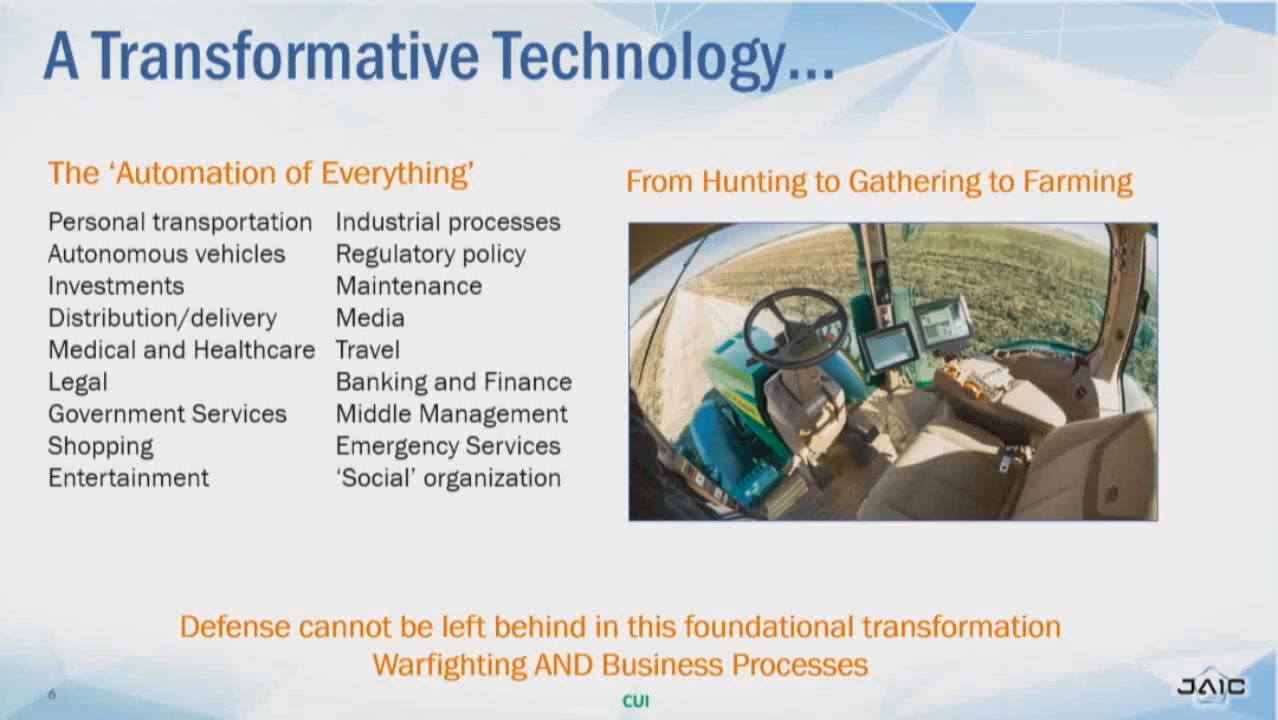 A Transformative Technology...
The ‘Automation of Everything’
Personal transportation
Autonomous vehicles
Investments
Distribution/delivery
Medical and Healthcare
Legal
Government Services
Shopping
Entertainment
Industrial processes
Regulatory policy
Maintenance
Media
Travel
Banking and Finance
Middle Management
Emergency Services
‘Social’ organization
From Hunting to Gathering to Farming
Defense cannot be left behind in this foundational transformation
Warfighting AND Business Processes
6
CUI
JAIC